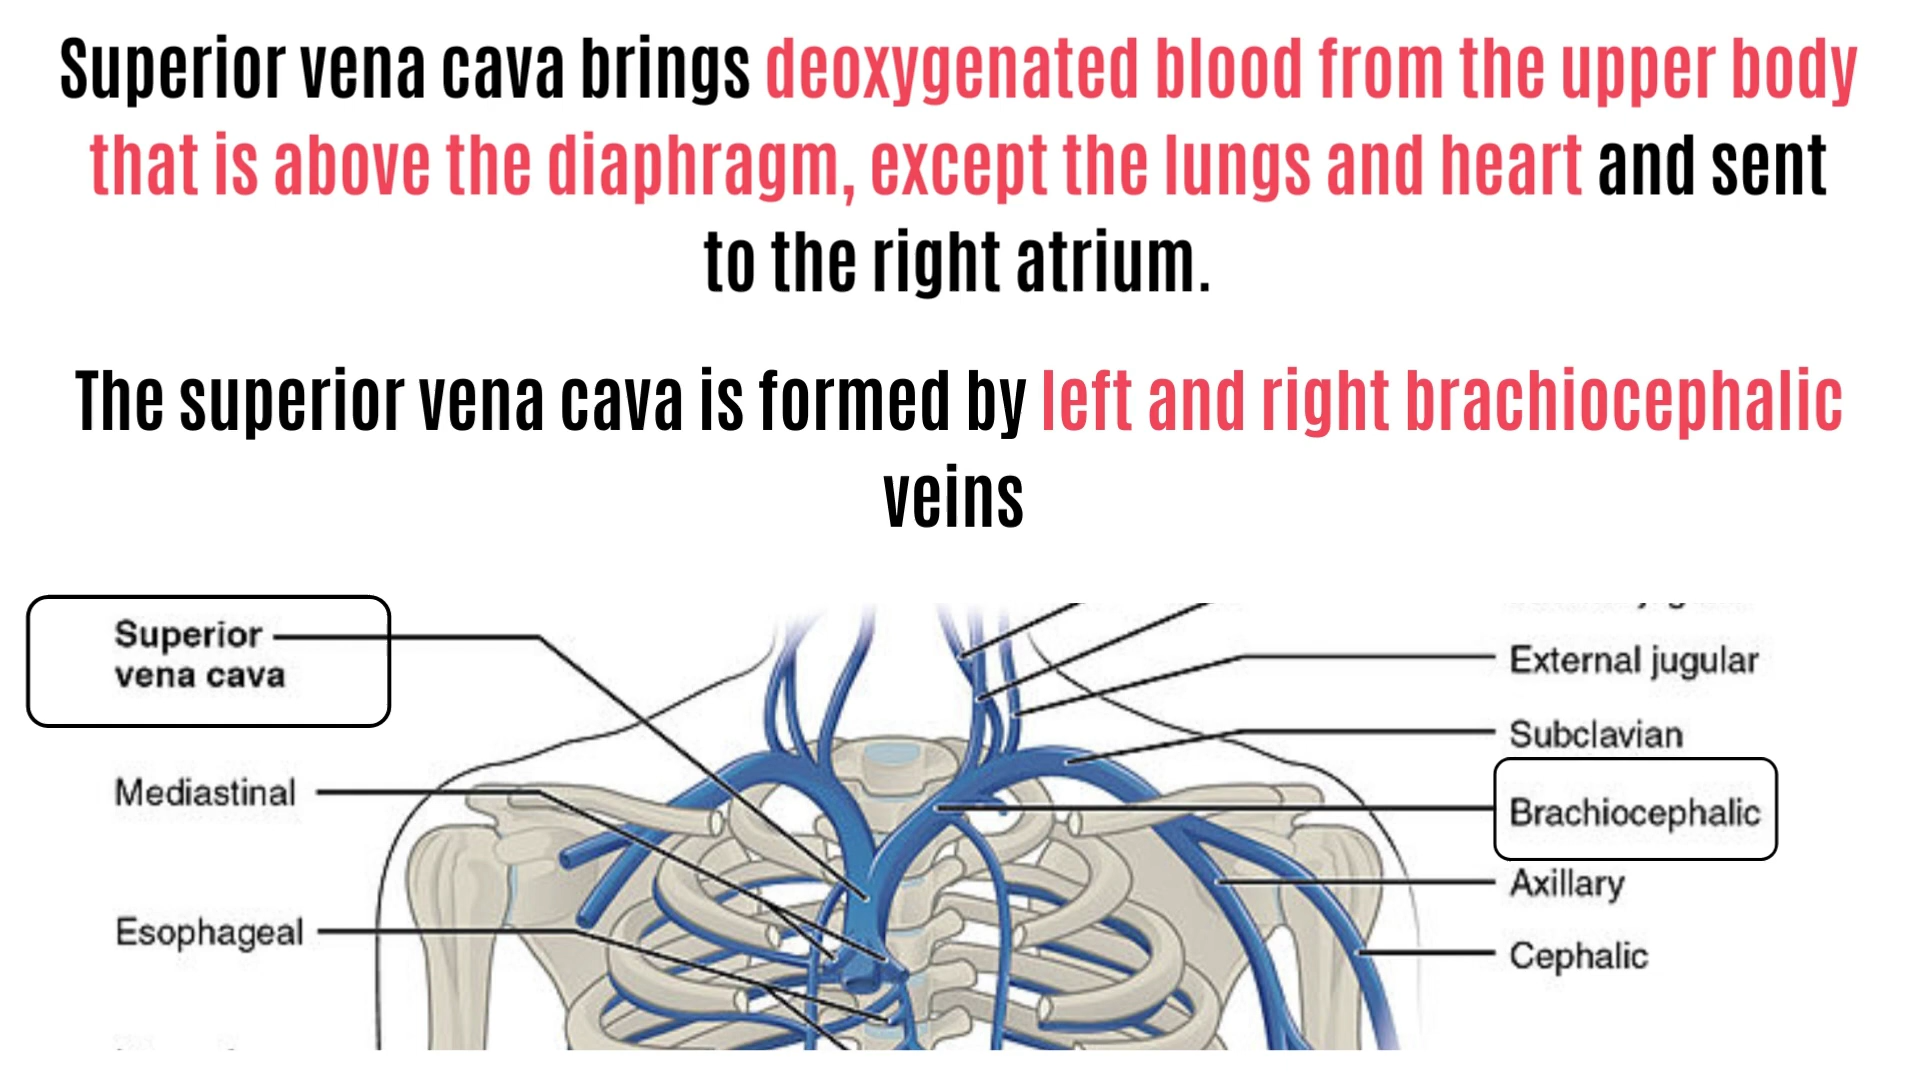 Superior vena cava brings deoxygenated blood from the upper body
that is above the diaphragm, except the lungs and heart and sent
to the right atrium.
The superior vena cava is formed by left and right brachiocephalic
veins
Superior
vena cava
Mediastinal
Esophageal
External jugular
Subclavian
Brachiocephalic
Axillary
Cephalic